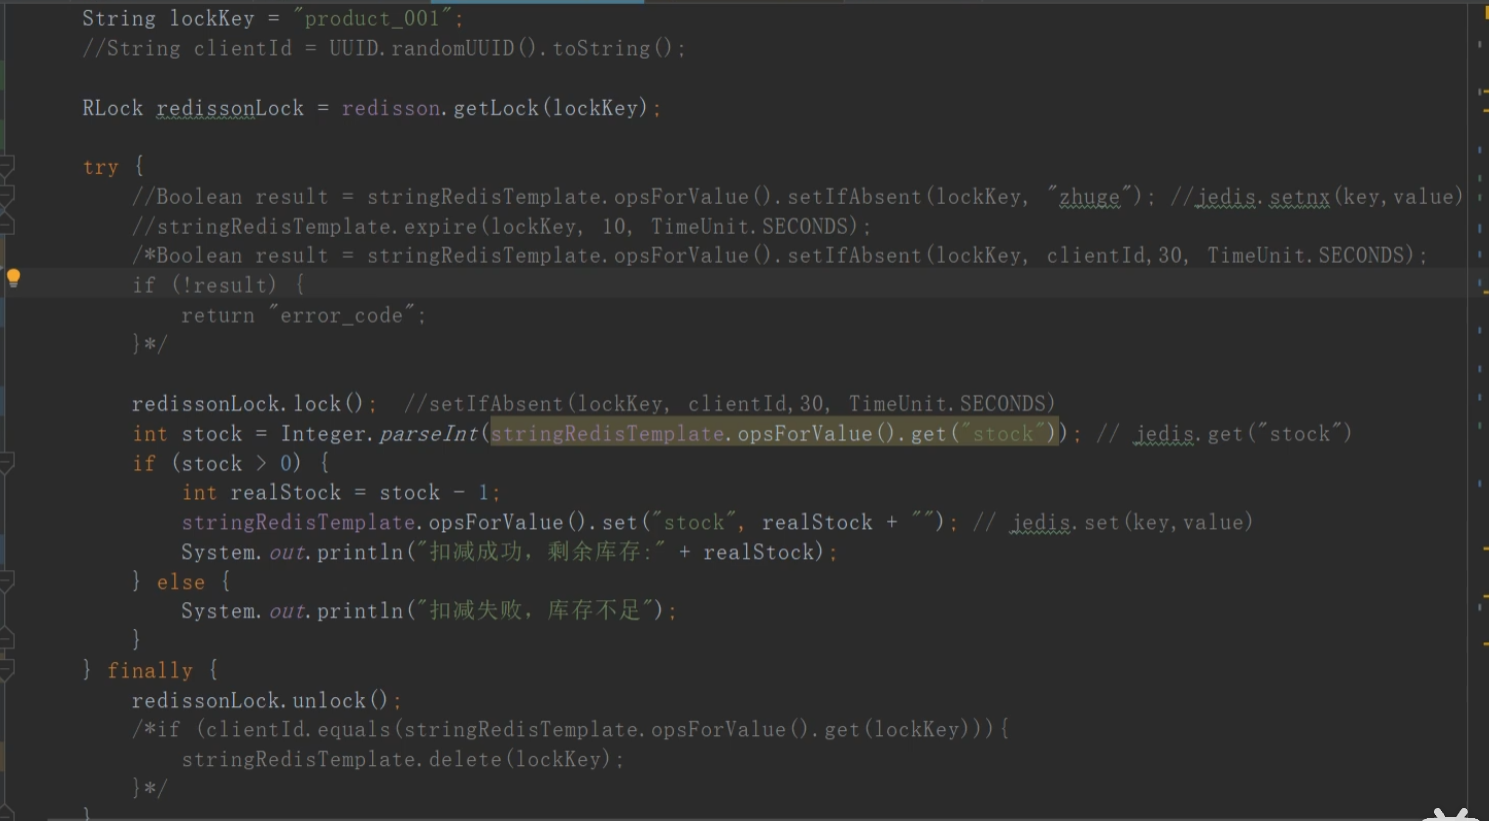 String lockKey = "product_001";
//String clientId = UUID.randomUUID().toString();
RLock redissonLock = redisson.getLock(lockKey);
try {
//Boolean result = stringRedisTemplate.opsForValue().setIfAbsent(lockKey, "zhuge"); //jedis.setnx(key,value)
//stringRedisTemplate.expire(lockKey, 10, TimeUnit.SECONDS);
/*Boolean result = stringRedisTemplate.opsForValue().setIfAbsent(lockKey, clientId,30, TimeUnit.SECONDS);
if (!result) {
return "error_code";
}*/
redissonLock.lock(); //setIfAbsent(lockKey, clientId,30, TimeUnit.SECONDS)
int stock = Integer.parseInt(stringRedisTemplate.opsForValue().get("stock")); // jedis.get("stock")
if (stock > 0) {
int realStock = stock - 1;
stringRedisTemplate.opsForValue().set("stock", realStock + ""); // jedis.set(key,value)
System.out.println("扣减成功，剩余库存:" + realStock);
} else {
System.out.println("扣减失败，库存不足");
}
} finally {
redissonLock.unlock();
/*if (clientId.equals(stringRedisTemplate.opsForValue().get(lockKey))){
stringRedisTemplate.delete(lockKey);
}*/
}